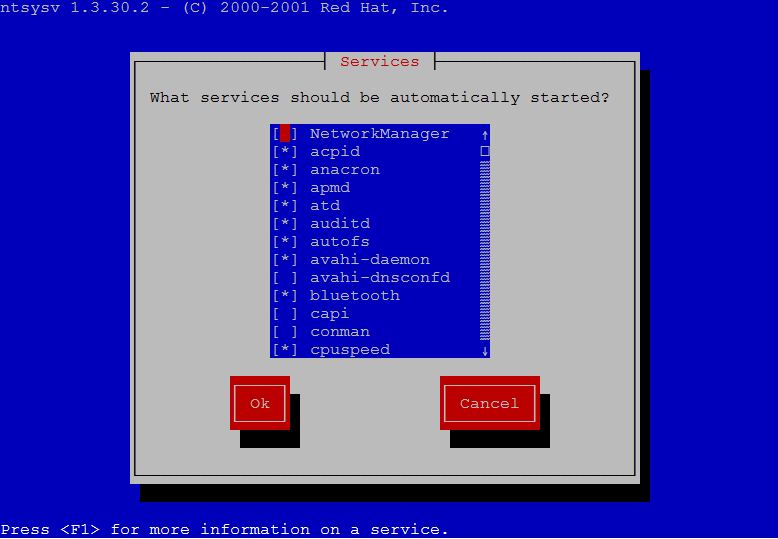 ntsysv 1.3.30.2 - (C) 2000-2001 Red Hat, Inc.
Services
What services should be automatically started?
[ ] NetworkManager
[*] acpid
[*] anacron
[*] apmd
[*] atd
[*] auditd
[*] autofs
[*] avahi-daemon
[ ] avahi-dnsconfd
[*] bluetooth
[ ] capi
[ ] conman
[*] cpuspeed
Ok
Cancel
Press <F1> for more information on a service.